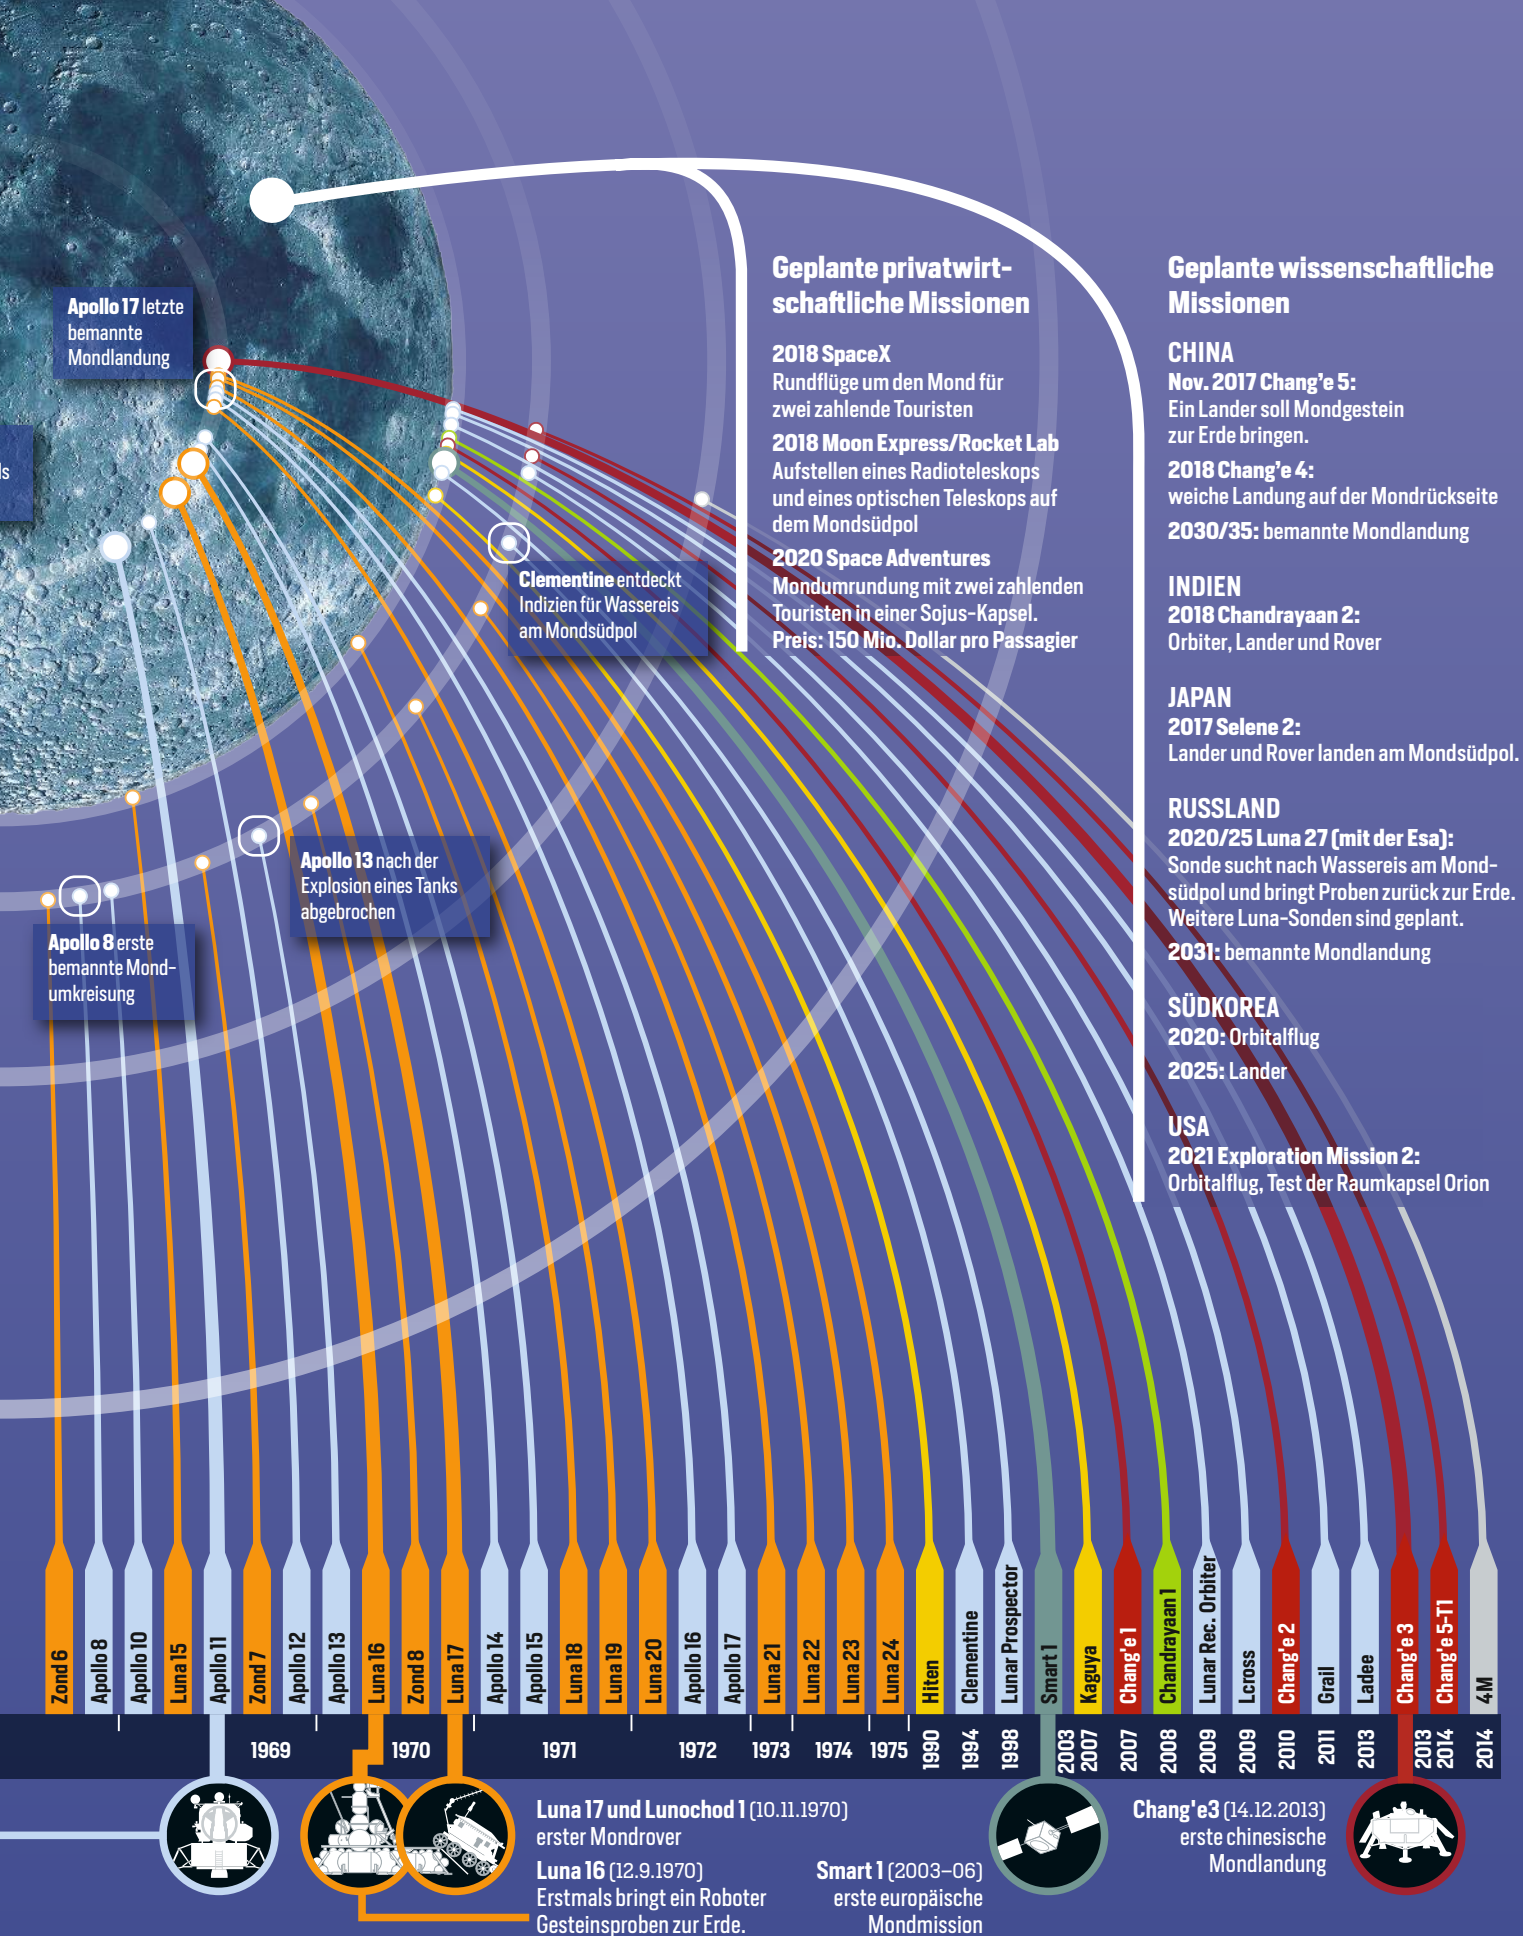 Apollo 17 letzte
bemannte
Mondlandung
ls
Geplante privatwirt-
schaftliche Missionen
2018 SpaceX
Rundflüge um den Mond für
zwei zahlende Touristen
2018 Moon Express/Rocket Lab
Aufstellen eines Radioteleskops
und eines optischen Teleskops auf
dem Mondsüdpol
2020 Space Adventures
Mondumrundung mit zwei zahlenden
Touristen in einer Sojus-Kapsel.
Preis: 150 Mio. Dollar pro Passagier
Geplante wissenschaftliche
Missionen
CHINA
Nov. 2017 Chang’e 5:
Ein Lander soll Mondgestein
zur Erde bringen.
2018 Chang’e 4:
weiche Landung auf der Mondrückseite
2030/35: bemannte Mondlandung
INDIEN
2018 Chandrayaan 2:
Orbiter, Lander und Rover
JAPAN
2017 Selene 2:
Lander und Rover landen am Mondsüdpol.
RUSSLAND
2020/25 Luna 27 (mit der Esa):
Sonde sucht nach Wassereis am Mond-
südpol und bringt Proben zurück zur Erde.
Weitere Luna-Sonden sind geplant.
2031: bemannte Mondlandung
SÜDKOREA
2020: Orbitalflug
2025: Lander
USA
2021 Exploration Mission 2:
Orbitalflug, Test der Raumkapsel Orion
Clementine entdeckt
Indizien für Wassereis
am Mondsüdpol
Apollo 13 nach der
Explosion eines Tanks
abgebrochen
Apollo 8 erste
bemannte Mond-
umkreisung
Zond 6
Apollo 8
Apollo 10
Luna 15
Apollo 11
Zond 7
Apollo 12
Apollo 13
Luna 16
Zond 8
Luna 17
Apollo 14
Apollo 15
Luna 18
Luna 19
Luna 20
Apollo 16
Apollo 17
Luna 21
Luna 22
Luna 23
Luna 24
Hiten
Clementine
Lunar Prospector
Smart 1
Kaguya
Chang'e 1
Chandrayaan 1
Lunar Rec. Orbiter
Lcross
Chang'e 2
Grail
Ladee
Chang'e 3
Chang'e 5-T1
4M
1969
1970
1971
1972
1973
1974
1975
1990
1994
1998
2003
2007
2007
2008
2009
2009
2010
2011
2013
2013
2014
2014
Luna 17 und Lunochod 1 (10.11.1970)
erster Mondrover
Luna 16 (12.9.1970)
Erstmals bringt ein Roboter
Gesteinsproben zur Erde.
Smart 1 (2003–06)
erste europäische
Mondmission
Chang'e3 (14.12.2013)
erste chinesische
Mondlandung